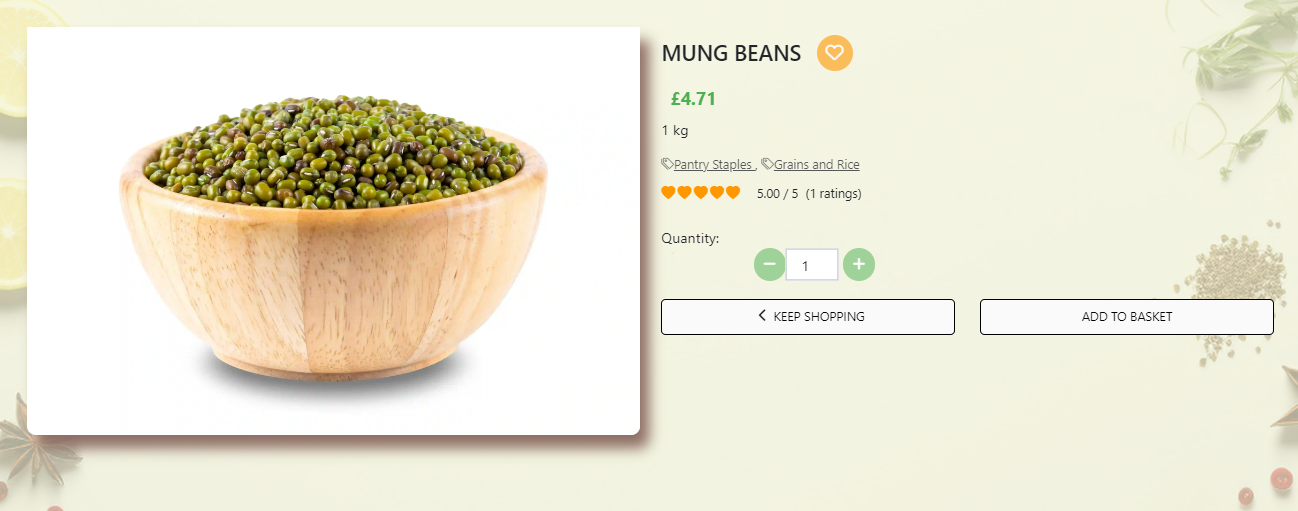 MUNG BEANS
£4.71
1 kg
Pantry Staples , Grains and Rice
5.00 / 5 (1 ratings)
Quantity:
1
KEEP SHOPPING
ADD TO BASKET